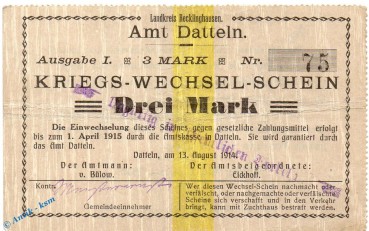 Landkreis Recklinghausen.
Amt Datteln.
Ausgabe I. * 3 MARK * Nr. 75
KRIEGS-WECHSEL-SCHEIN
Drei Mark
Die Einwechselung dieses Scheines gegen gesetzliche Zahlungsmittel erfolgt
bis zum 1. April 1915 durch die Amtskasse in Datteln. Sie wird garantiert durch
das Amt Datteln.
Datteln, am 13. August 1914.
Der Amtmann: Der Amtsbeigeordnete:
v. Bülow. Eickhoff.
Kontr.
Gemeindeeinnehmer
Wer diesen Wechsel-Schein nachmacht oder
verfälscht, oder nachgemachte oder verfälschte
Scheine sich verschafft und in den Verkehr
bringt, kann mit Zuchthaus bestraft werden.